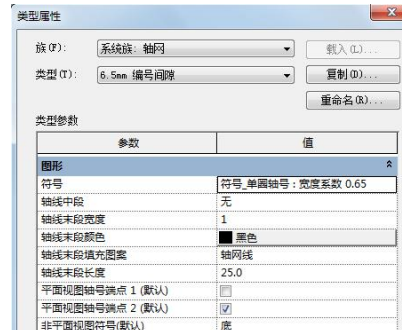 类型属性
族(F): 系统族: 轴网 载入(L)...
类型(T): 6.5mm 编号间隙 复制(D)...
重命名(R)...
类型参数
参数 值
图形
符号 符号_单圆轴号 : 宽度系数 0.65
轴线中段 无
轴线末段宽度 1
轴线末段颜色 黑色
轴线末段填充图案 轴网线
轴线末段长度 25.0
平面视图轴号端点 1 (默认)
平面视图轴号端点 2 (默认)
非平面视图符号(默认) 底